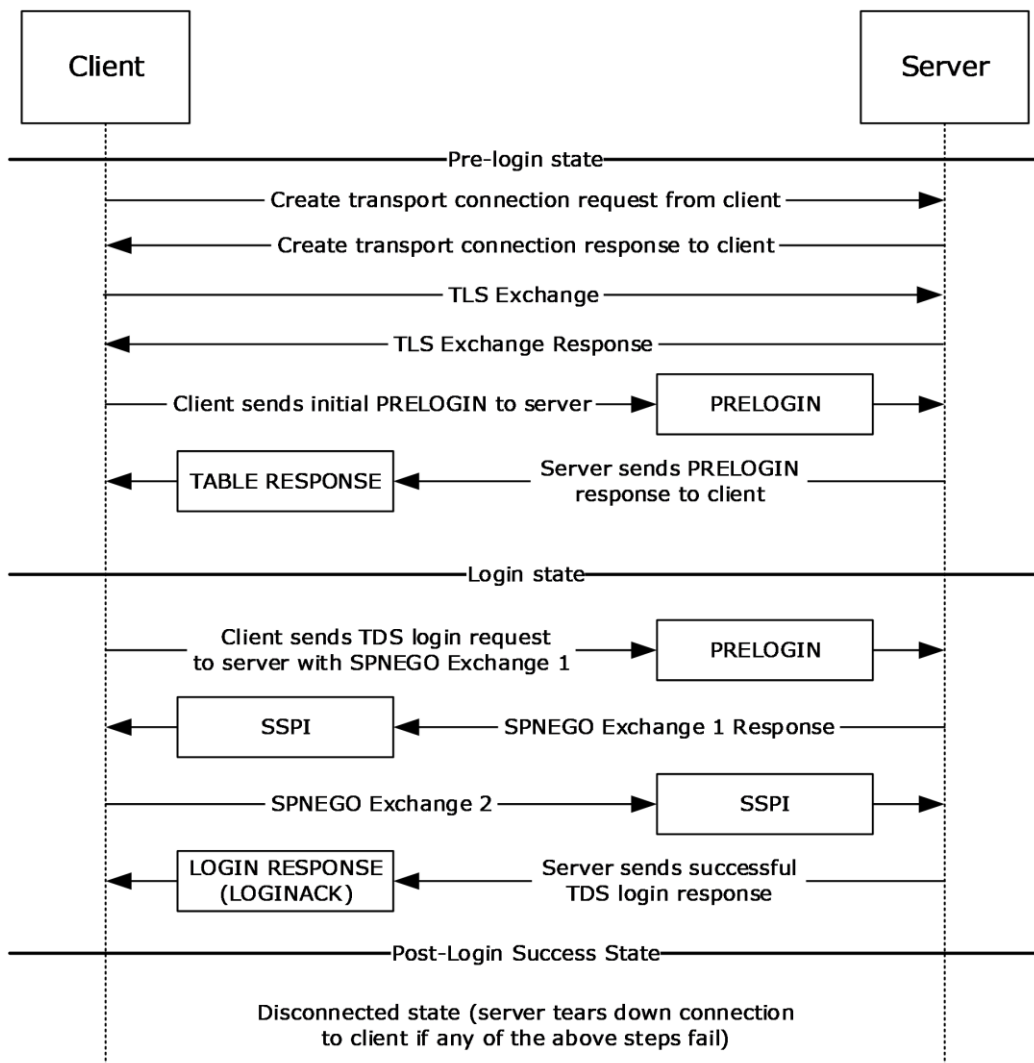 Client
Server
Pre-login state
Create transport connection request from client
Create transport connection response to client
TLS Exchange
TLS Exchange Response
Client sends initial PRELOGIN to server
PRELOGIN
TABLE RESPONSE
Server sends PRELOGIN
response to client
Login state
Client sends TDS login request
to server with SPNEGO Exchange 1
PRELOGIN
SSPI
SPNEGO Exchange 1 Response
SPNEGO Exchange 2
SSPI
LOGIN RESPONSE
(LOGINACK)
Server sends successful
TDS login response
Post-Login Success State
Disconnected state (server tears down connection
to client if any of the above steps fail)